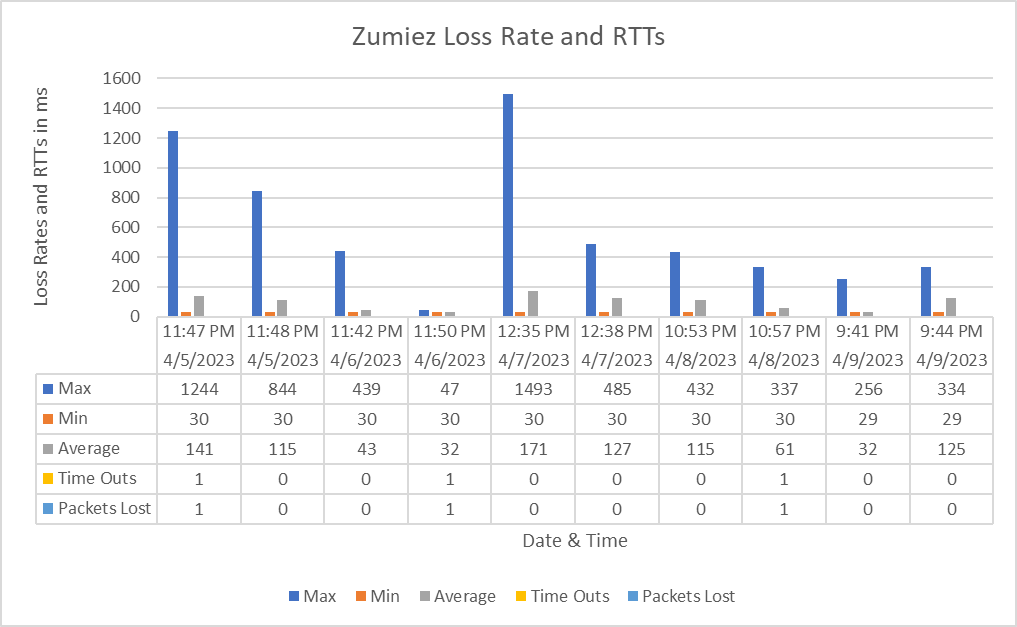 Zumiez Loss Rate and RTTs
Loss Rates and RTTs in ms
1600
1400
1200
1000
800
600
400
200
0
11:47 PM 11:48 PM 11:42 PM 11:50 PM 12:35 PM 12:38 PM 10:53 PM 10:57 PM 9:41 PM 9:44 PM
4/5/2023 4/5/2023 4/6/2023 4/6/2023 4/7/2023 4/7/2023 4/8/2023 4/8/2023 4/9/2023 4/9/2023
Max 1244 844 439 47 1493 485 432 337 256 334
Min 30 30 30 30 30 30 30 30 29 29
Average 141 115 43 32 171 127 115 61 32 125
Time Outs 1 0 0 1 0 0 0 1 0 0
Packets Lost 1 0 0 1 0 0 0 1 0 0
Date & Time
Max Min Average Time Outs Packets Lost